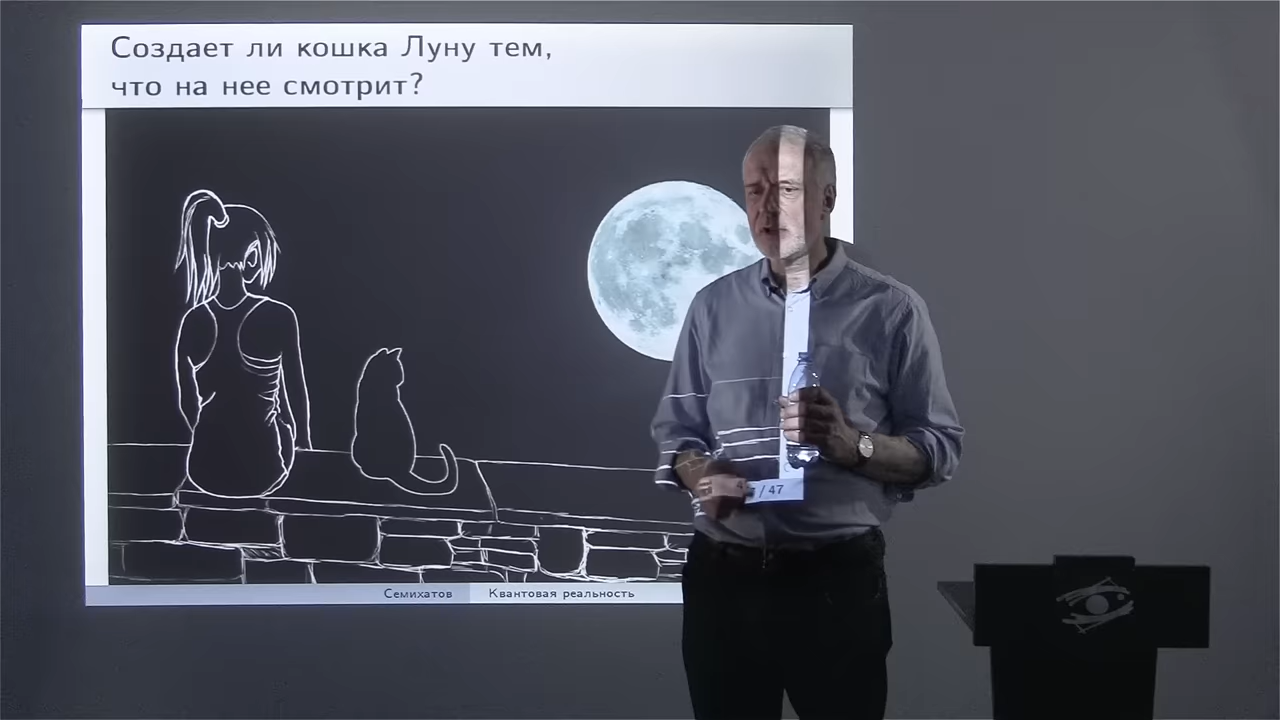 Создает ли кошка Луну тем,
что на нее смотрит?
/ 47
Семихатов
Квантовая реальность